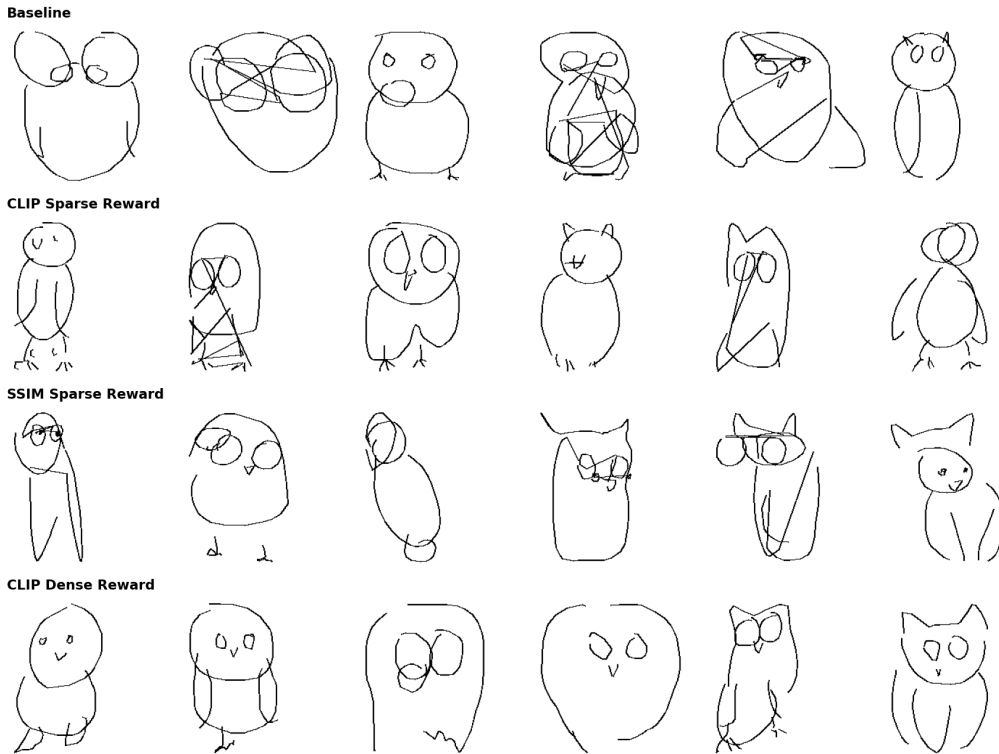 Baseline
CLIP Sparse Reward
SSIM Sparse Reward
CLIP Dense Reward